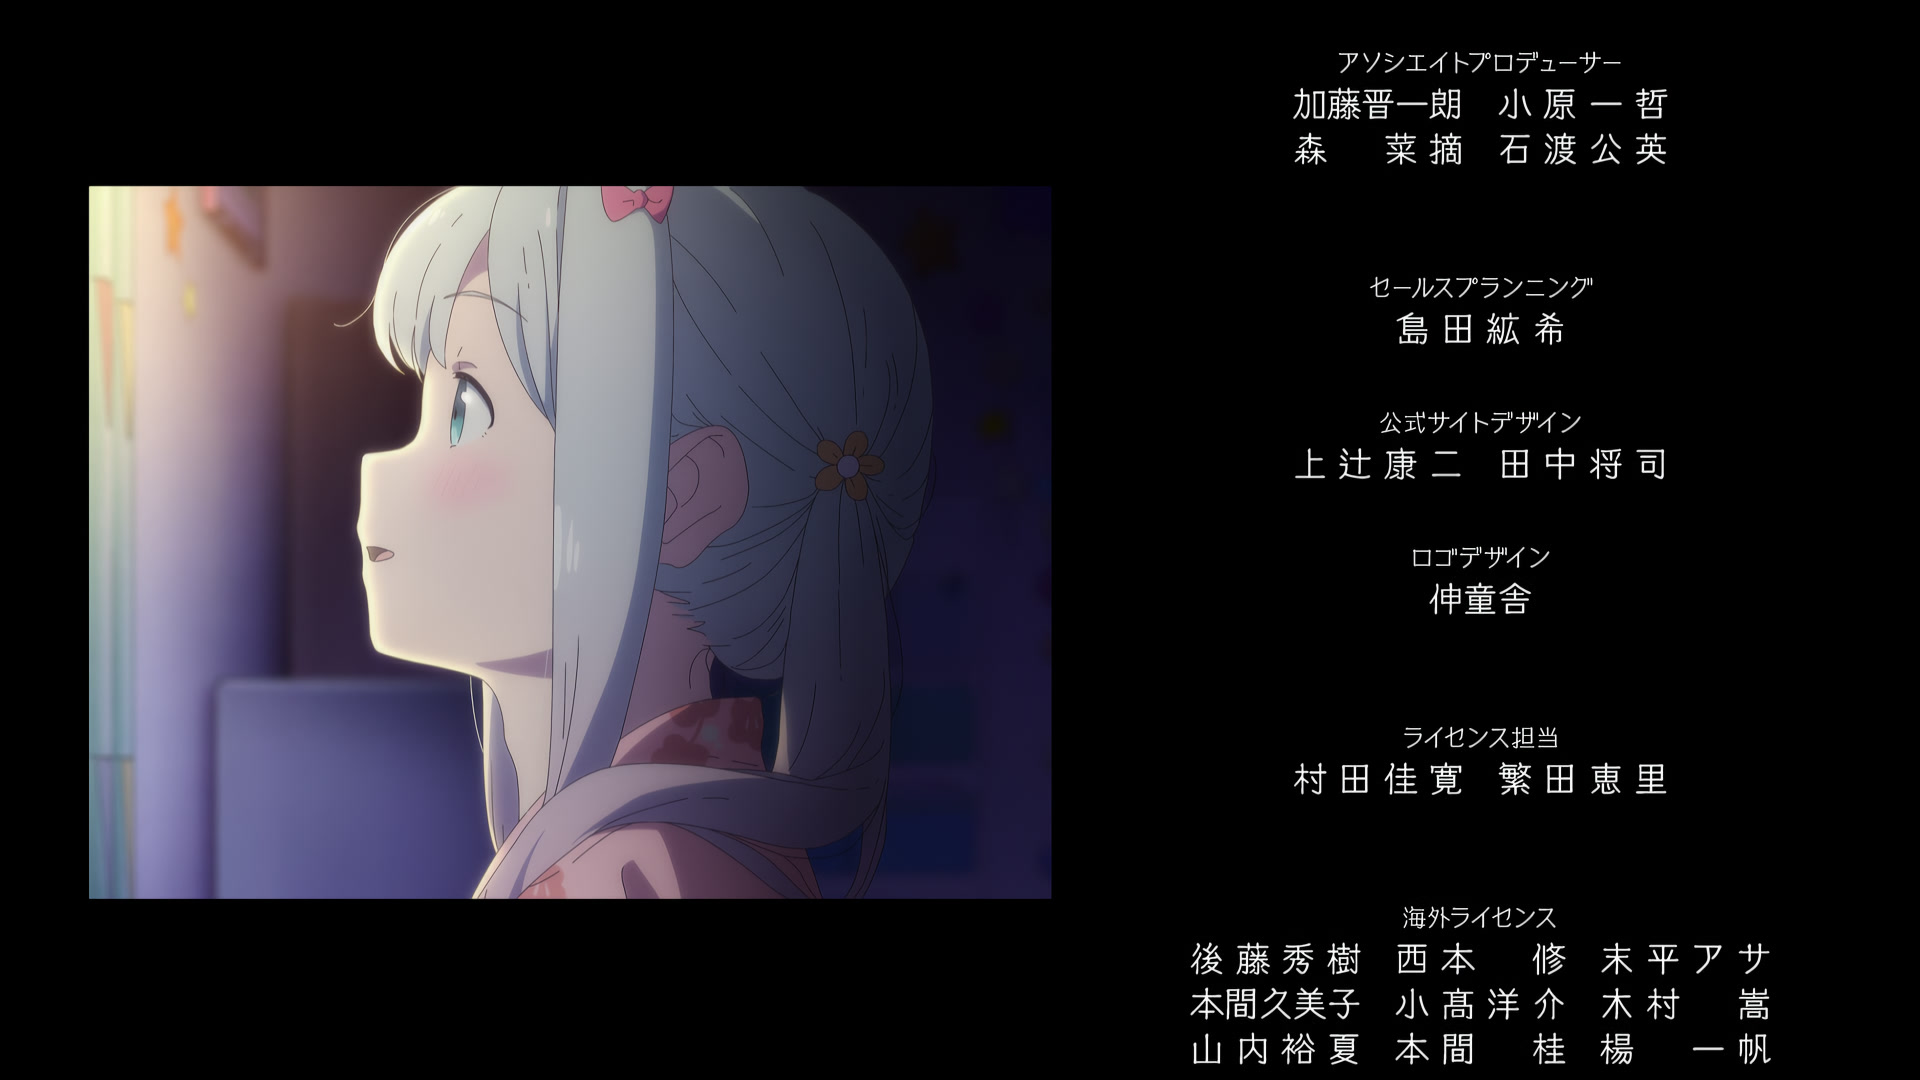 アソシエイトプロデューサー
加藤晋一朗 小原一哲
森 菜摘 石渡公英
セールスプランニング
島田紘希
公式サイトデザイン
上辻康二 田中将司
ロゴデザイン
伸童舎
ライセンス担当
村田佳寛 繁田恵里
海外ライセンス
後藤秀樹 西本 修 末平アサ
本間久美子 小髙洋介 木村 嵩
山内裕夏 本間 桂 楊 一帆